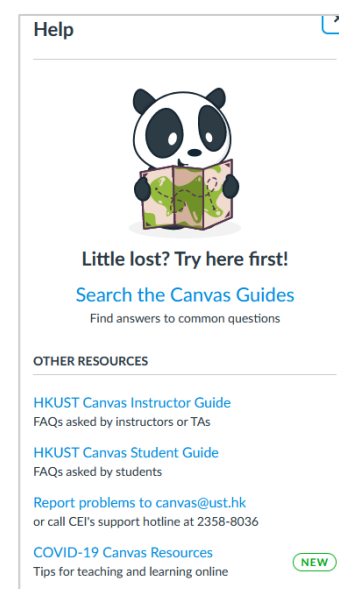 Help
Little lost? Try here first!
Search the Canvas Guides
Find answers to common questions
OTHER RESOURCES
HKUST Canvas Instructor Guide
FAQs asked by instructors or TAs
HKUST Canvas Student Guide
FAQs asked by students
Report problems to canvas@ust.hk
or call CEI's support hotline at 2358-8036
COVID-19 Canvas Resources
NEW
Tips for teaching and learning online